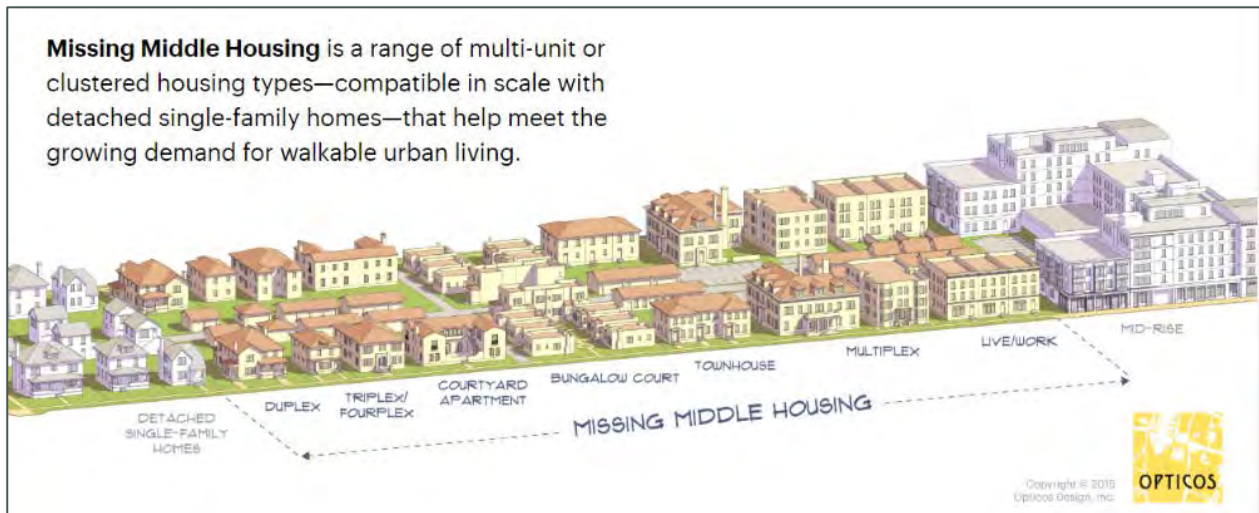 Missing Middle Housing is a range of multi-unit or
clustered housing types—compatible in scale with
detached single-family homes—that help meet the
growing demand for walkable urban living.
MID-RISE
LIVE/WORK
MULTIPLEX
TOWNHOUSE
BUNGALOW COURT
COURTYARD
APARTMENT
TRIPLEX/
FOURPLEX
DUPLEX
DETACHED
SINGLE-FAMILY
HOMES
MISSING MIDDLE HOUSING
OPTICOS
Copyright © 2015
Opticos Design, Inc.